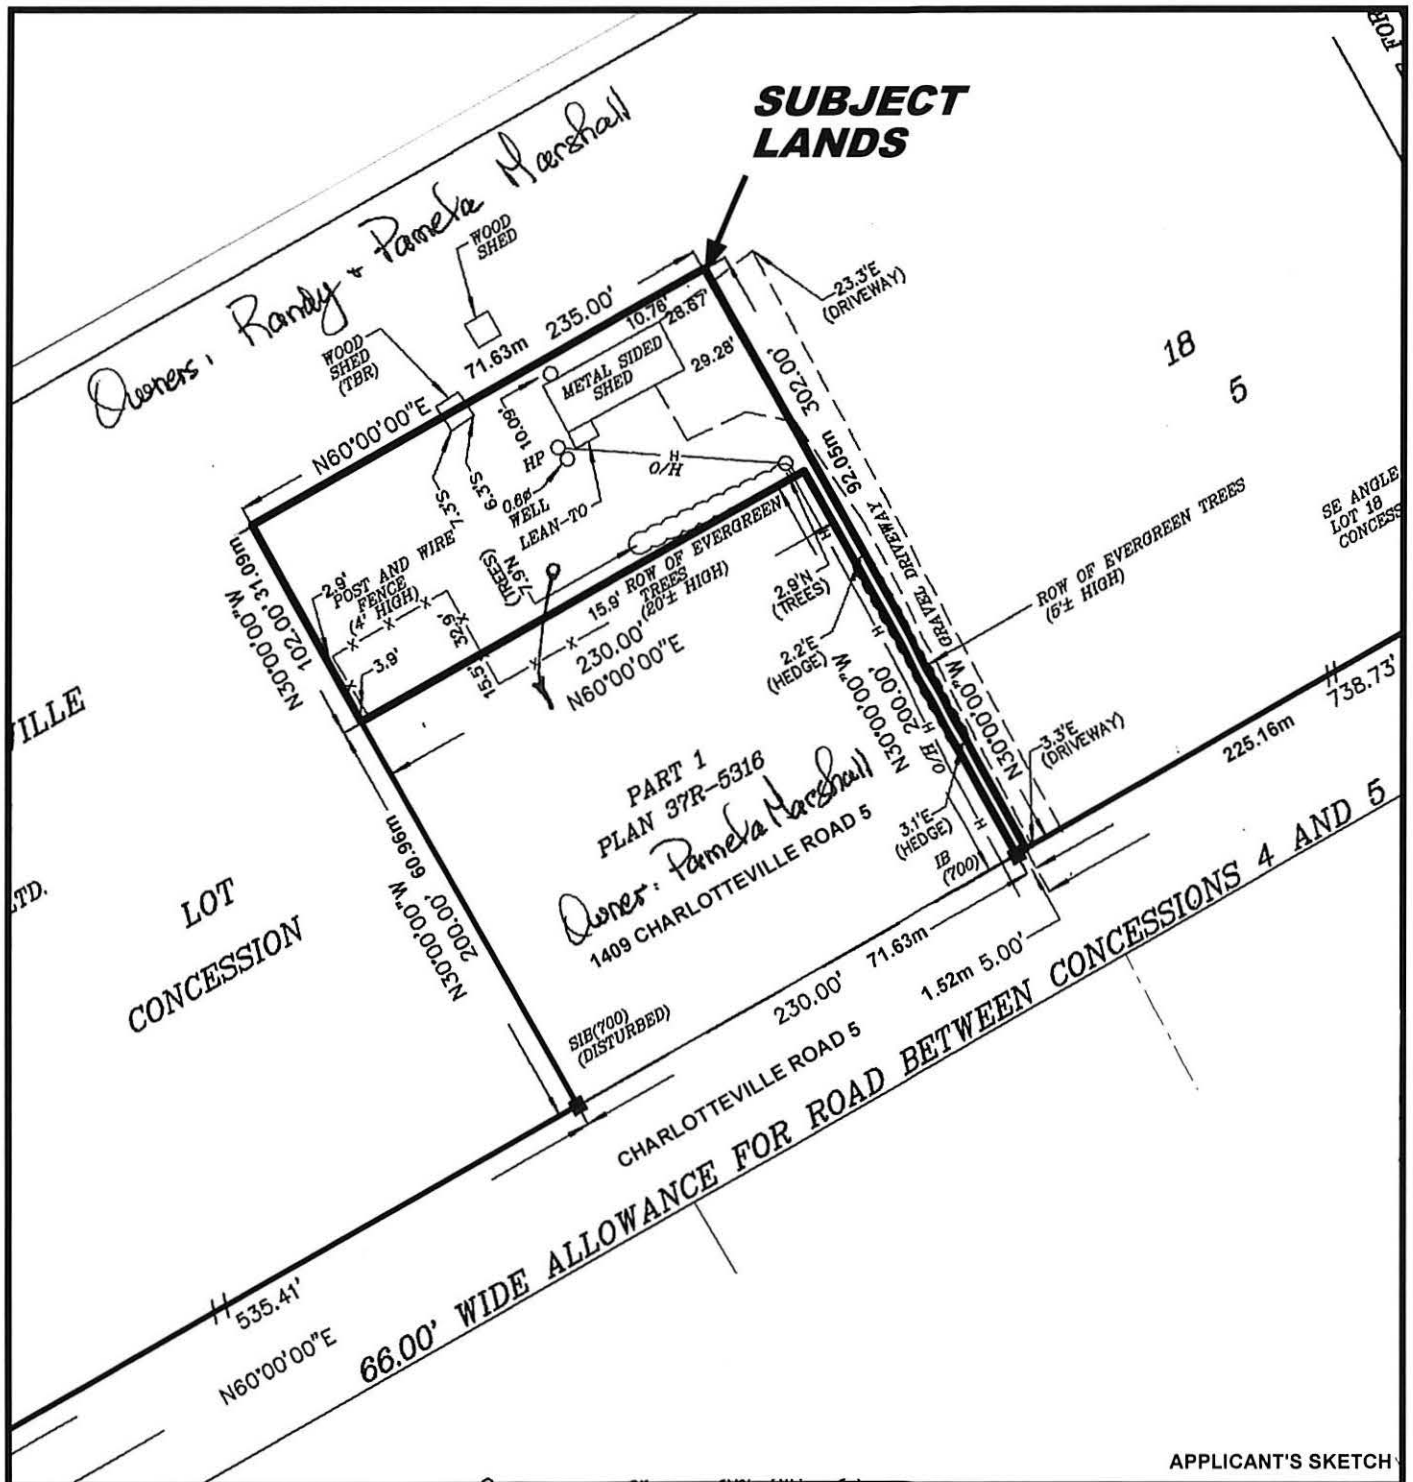 SUBJECT
LANDS
Owners: Randy + Pamela Marshall
WOOD
SHED
WOOD
SHED
(TBR)
235.00'
71.63m
N60°00'00"E
10.76'
28.67'
29.28'
METAL SIDED
SHED
10.09'
HP
O/H
H
0.6ø
WELL
LEAN-TO
7.3'S
6.3'S
23.3'E
(DRIVEWAY)
302.00'
92.05m
GRAVEL DRIVEWAY
N30°00'00"W
18
5
ROW OF EVERGREEN TREES
(5'± HIGH)
SE ANGLE
LOT 18
31.09m
102.00'
N30°00'00"W
2.9'
POST AND WIRE
FENCE
(4' HIGH)
X
X
X
X
3.9'
32.9'
15.5'
7.9'N
(TREES)
15.9'
ROW OF EVERGREEN
TREES
(20'± HIGH)
X
X
X
230.00'
N60°00'00"E
2.9'N
(TREES)
2.2'E
(HEDGE)
N30°00'00"W
200.00'
O/H
H
H
H
H
3.3'E
(DRIVEWAY)
3.1'E
(HEDGE)
IB
(700)
225.16m
738.73'
PART 1
PLAN 37R-5316
Owner: Pamela Marshall
1409 CHARLOTTEVILLE ROAD 5
60.96m
200.00'
N30°00'00"W
LTD.
LOT
CONCESSION
SIB(700)
(DISTURBED)
230.00'
71.63m
1.52m 5.00'
CHARLOTTEVILLE ROAD 5
66.00' WIDE ALLOWANCE FOR ROAD BETWEEN CONCESSIONS 4 AND 5
535.41'
N60°00'00"E
APPLICANT'S SKETCH